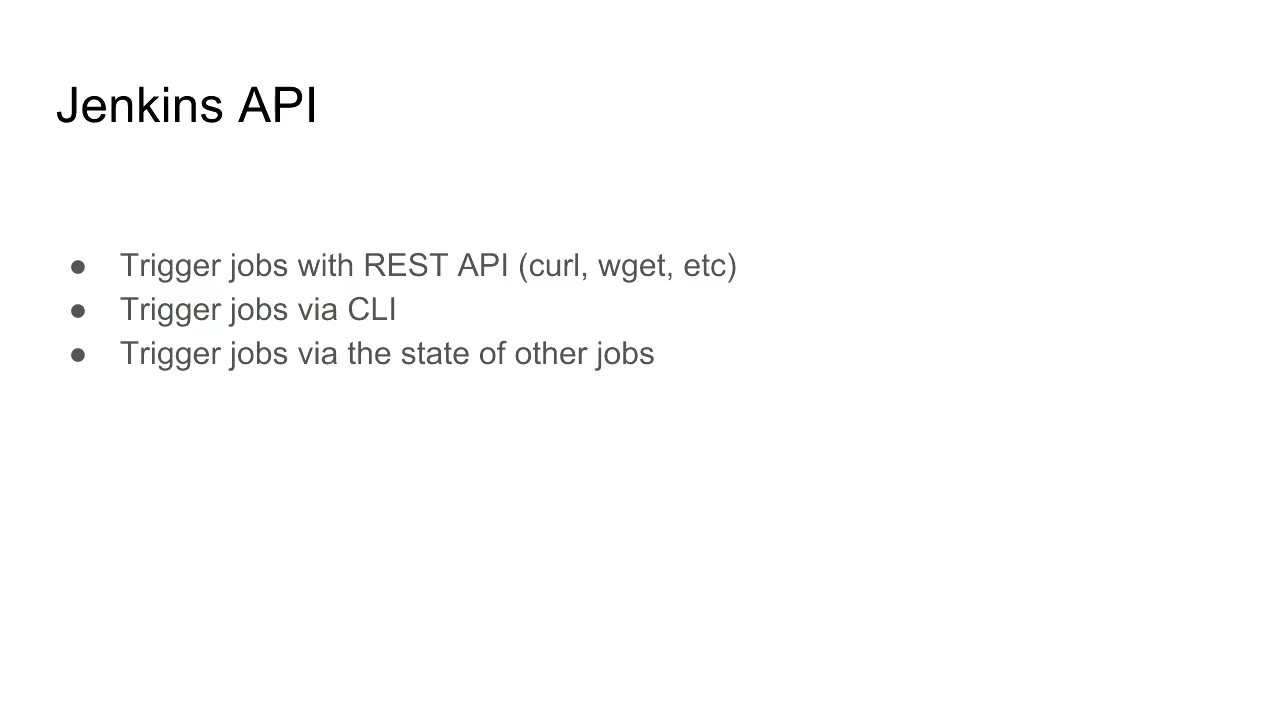 Jenkins API
● Trigger jobs with REST API (curl, wget, etc)
● Trigger jobs via CLI
● Trigger jobs via the state of other jobs